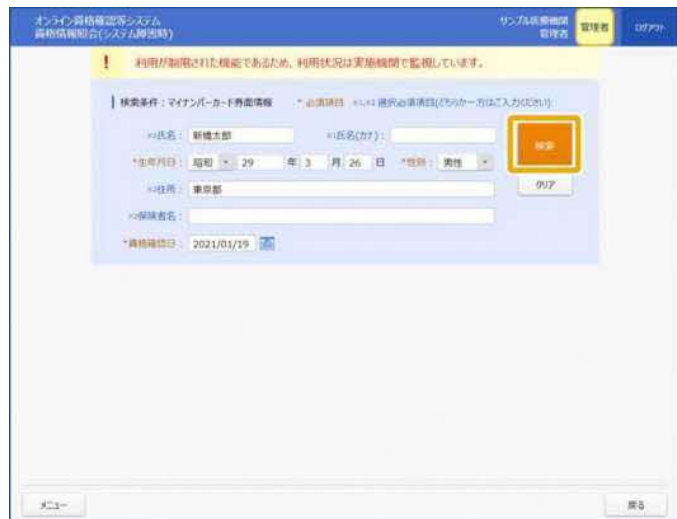 オンライン資格確認等システム
資格情報照会(システム障害時)
サンプル医療機関
管理者
管理者
ログアウト
! 利用が制限された機能であるため、利用状況は実施機関で監視しています。
検索条件：マイナンバーカード券面情報 * 必須項目 ※1,※2 選択必須項目(どちらか一方はご入力ください)
※1氏名： 新橋太郎 ※1氏名(カナ)：
検索
*生年月日： 昭和 29 年 3 月 26 日 *性別： 男性
※2住所： 東京都
クリア
※2保険者名：
*資格確認日： 2021/01/19
メニュー
戻る